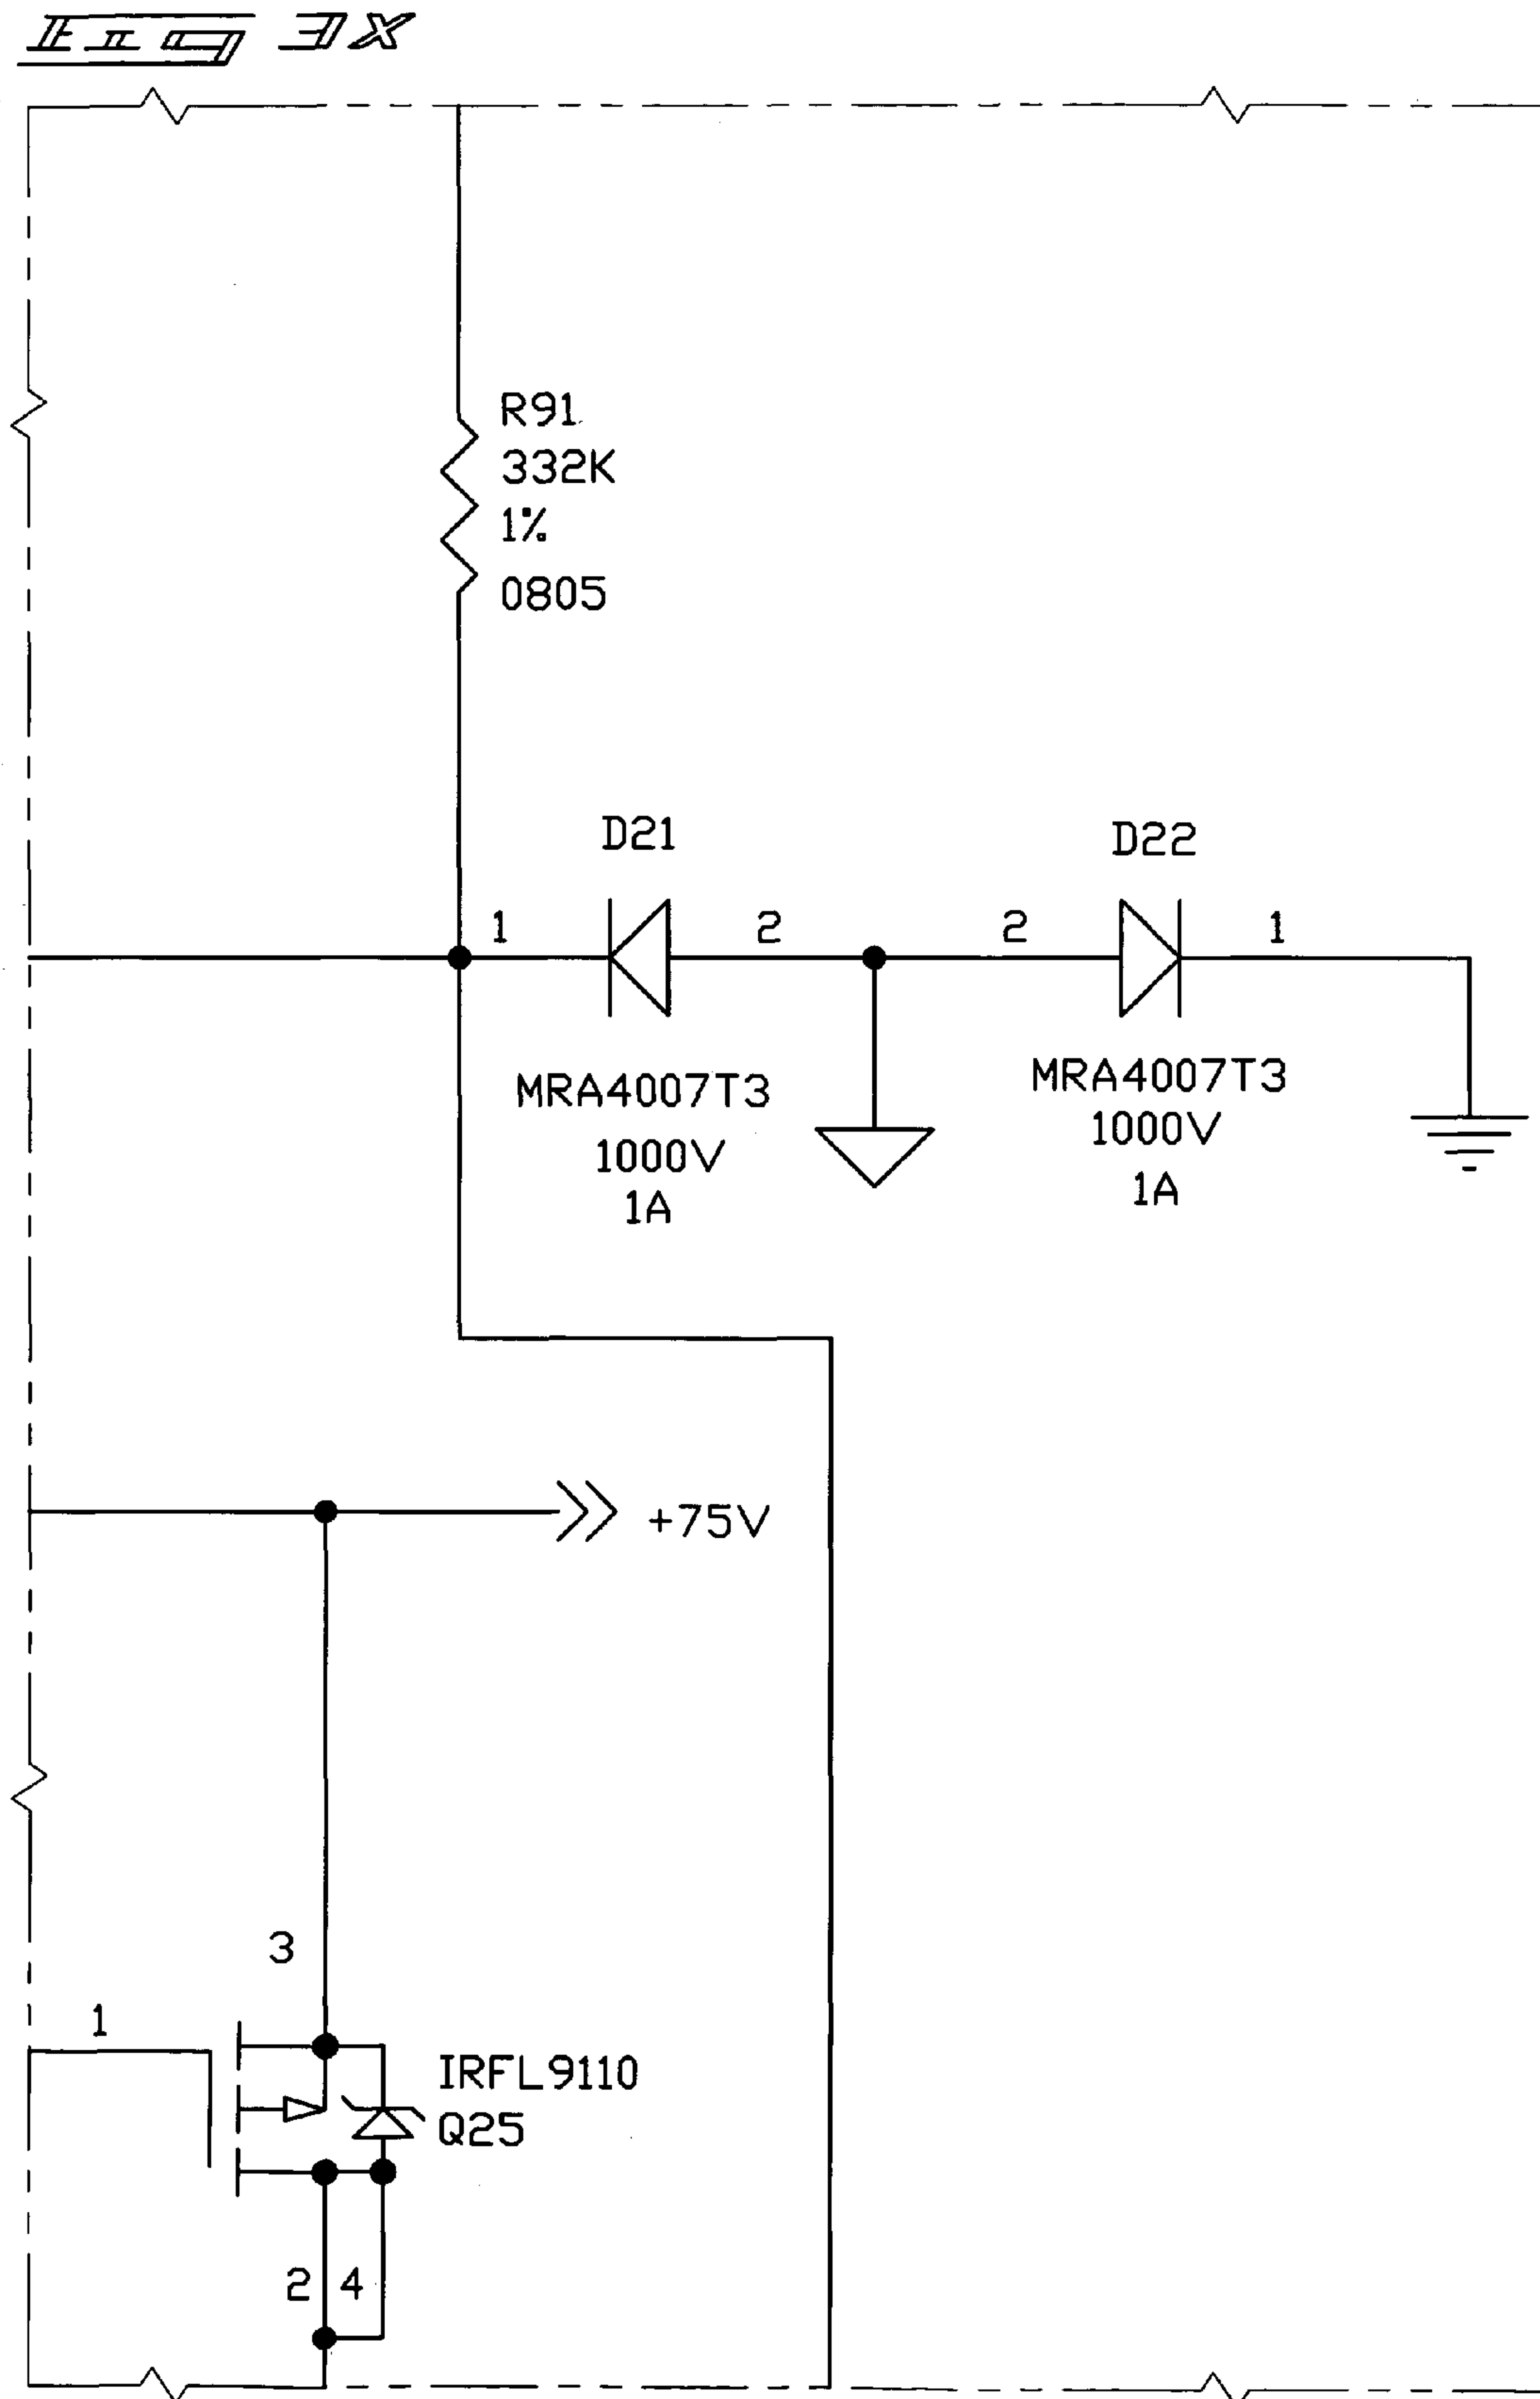 Fig 3X
R91
332K
1%
0805
D21
D22
1
2
2
1
MRA4007T3
1000V
1A
MRA4007T3
1000V
1A
+75V
3
1
IRFL9110
Q25
2
4